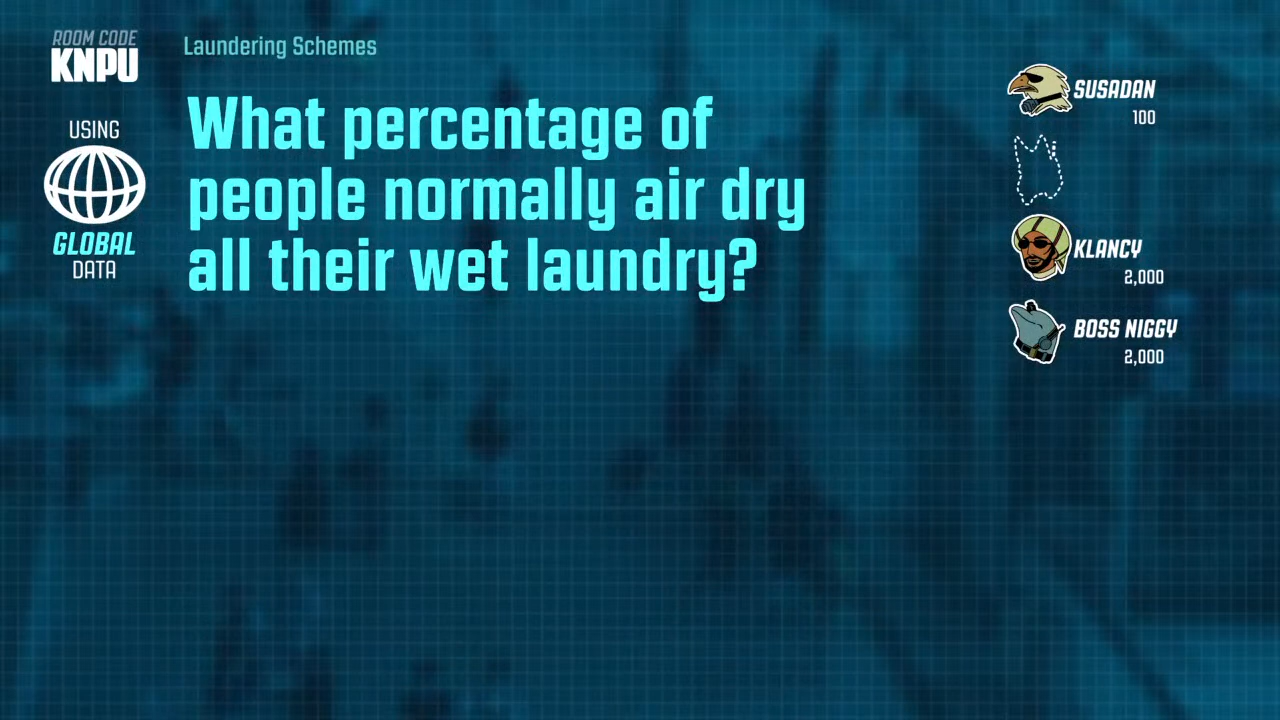 ROOM CODE
KNPU
Laundering Schemes
USING
GLOBAL
DATA
What percentage of
people normally air dry
all their wet laundry?
SUSADAN
100
KLANCY
2,000
BOSS NIGGY
2,000